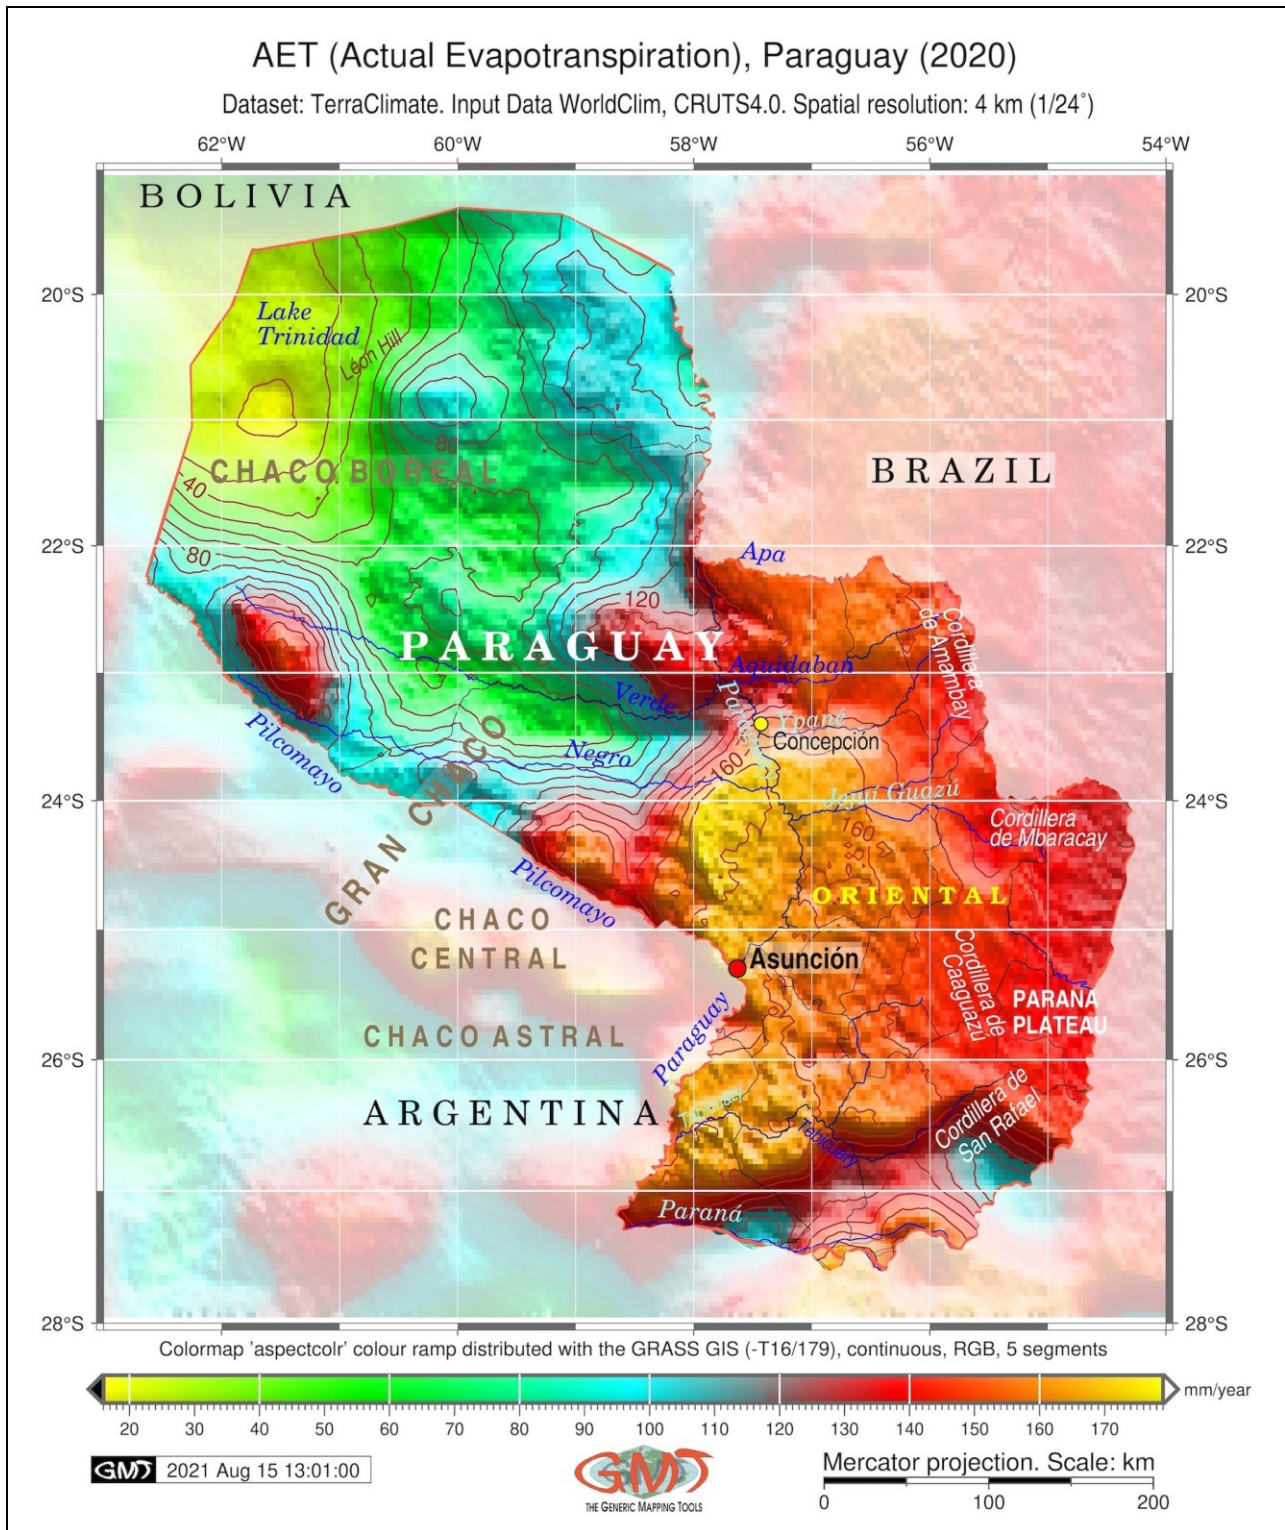 AET (Actual Evapotranspiration), Paraguay (2020)
Dataset: TerraClimate. Input Data WorldClim, CRUTS4.0. Spatial resolution: 4 km (1/24°)
62°W 60°W 58°W 56°W 54°W
BOLIVIA
20°S 20°S
Lake
Trinidad
Léon Hill
80
CHACO BOREAL
BRAZIL
40
22°S 22°S
80
Apa
120
Cordillera
de Amambay
PARAGUAY
Aquidabán
Verde
Paraguay
Ypané
Concepción
Pilcomayo
Negro
160
24°S 24°S
Jejuí Guazú
GRAN CHACO
160
Cordillera
de Mbaracay
Pilcomayo
ORIENTAL
CHACO
CENTRAL
Asunción
Cordillera de
Caaguazú
PARANÁ
PLATEAU
CHACO ASTRAL
Paraguay
26°S 26°S
ARGENTINA
Tebicuary
Tebicuary
Cordillera de
San Rafael
Paraná
28°S 28°S
Colormap 'aspectcolr' colour ramp distributed with the GRASS GIS (-T16/179), continuous, RGB, 5 segments
mm/year
20 30 40 50 60 70 80 90 100 110 120 130 140 150 160 170
GMT 2021 Aug 15 13:01:00
GMT
THE GENERIC MAPPING TOOLS
Mercator projection. Scale: km
0 100 200